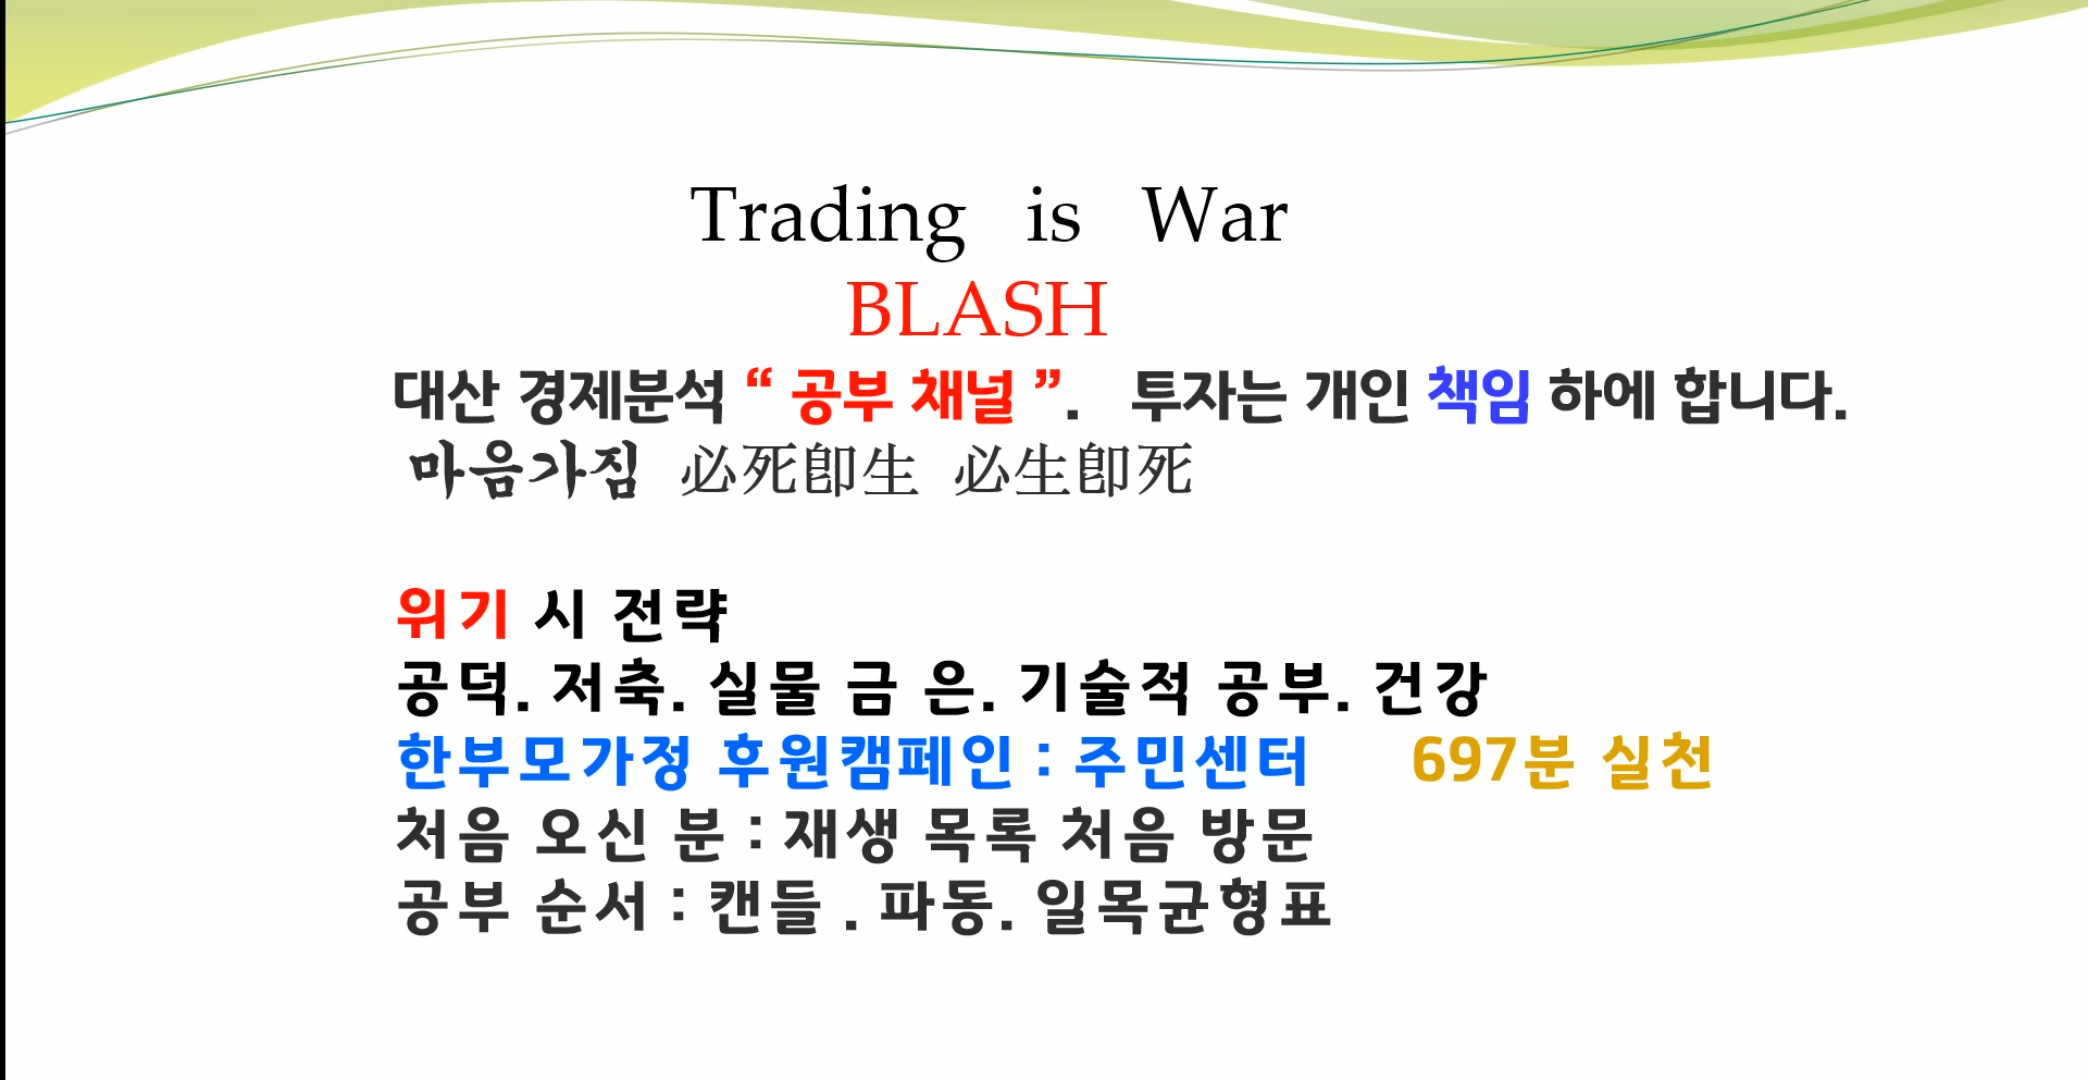 Trading is War
BLASH
대산 경제분석 “ 공부 채널 ”. 투자는 개인 책임 하에 합니다.
마음가짐 必死卽生 必生卽死
위기 시 전략
공덕. 저축. 실물 금 은. 기술적 공부. 건강
한부모가정 후원캠페인 : 주민센터 697분 실천
처음 오신 분 : 재생 목록 처음 방문
공부 순서 : 캔들 . 파동. 일목균형표